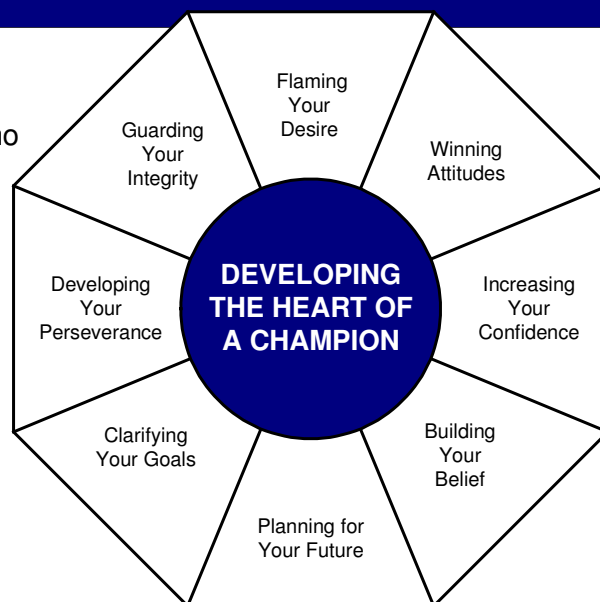 Flaming
Your
Desire
Winning
Attitudes
Increasing
Your
Confidence
Building
Your
Belief
Planning for
Your Future
Clarifying
Your Goals
Developing
Your
Perseverance
Guarding
Your
Integrity
DEVELOPING
THE HEART OF
A CHAMPION